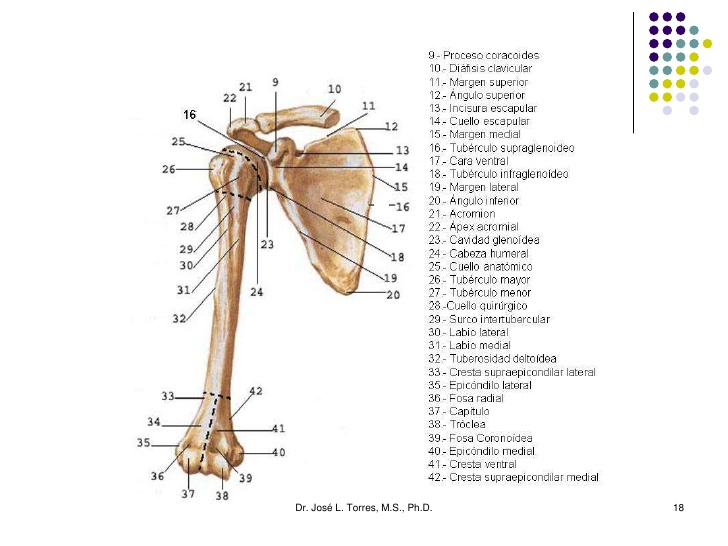 9.- Proceso coracoides
10.- Diáfisis clavicular
11.- Margen superior
12.- Ángulo superior
13.- Incisura escapular
14.- Cuello escapular
15.- Margen medial
16.- Tubérculo supraglenoideo
17.- Cara ventral
18.- Tubérculo infraglenoídeo
19.- Margen lateral
20.- Ángulo inferior
21.- Acromion
22.- Ápex acromial
23.- Cavidad glenoídea
24.- Cabeza humeral
25.- Cuello anatómico
26.- Tubérculo mayor
27.- Tubérculo menor
28.-Cuello quirúrgico
29.- Surco intertubercular
30.- Labio lateral
31.- Labio medial
32.- Tuberosidad deltoídea
33.- Cresta supraepicondilar lateral
35.- Epicóndilo lateral
36.- Fosa radial
37.- Capítulo
38.- Tróclea
39.- Fosa Coronoídea
40.- Epicóndilo medial
41.- Cresta ventral
42.- Cresta supraepicondilar medial
21
9
10
22
11
16
12
25
13
26
14
15
27
16
28
17
23
29
18
30
19
31
24
20
32
33
42
34
41
35
40
36
39
37
38
Dr. José L. Torres, M.S., Ph.D.
18